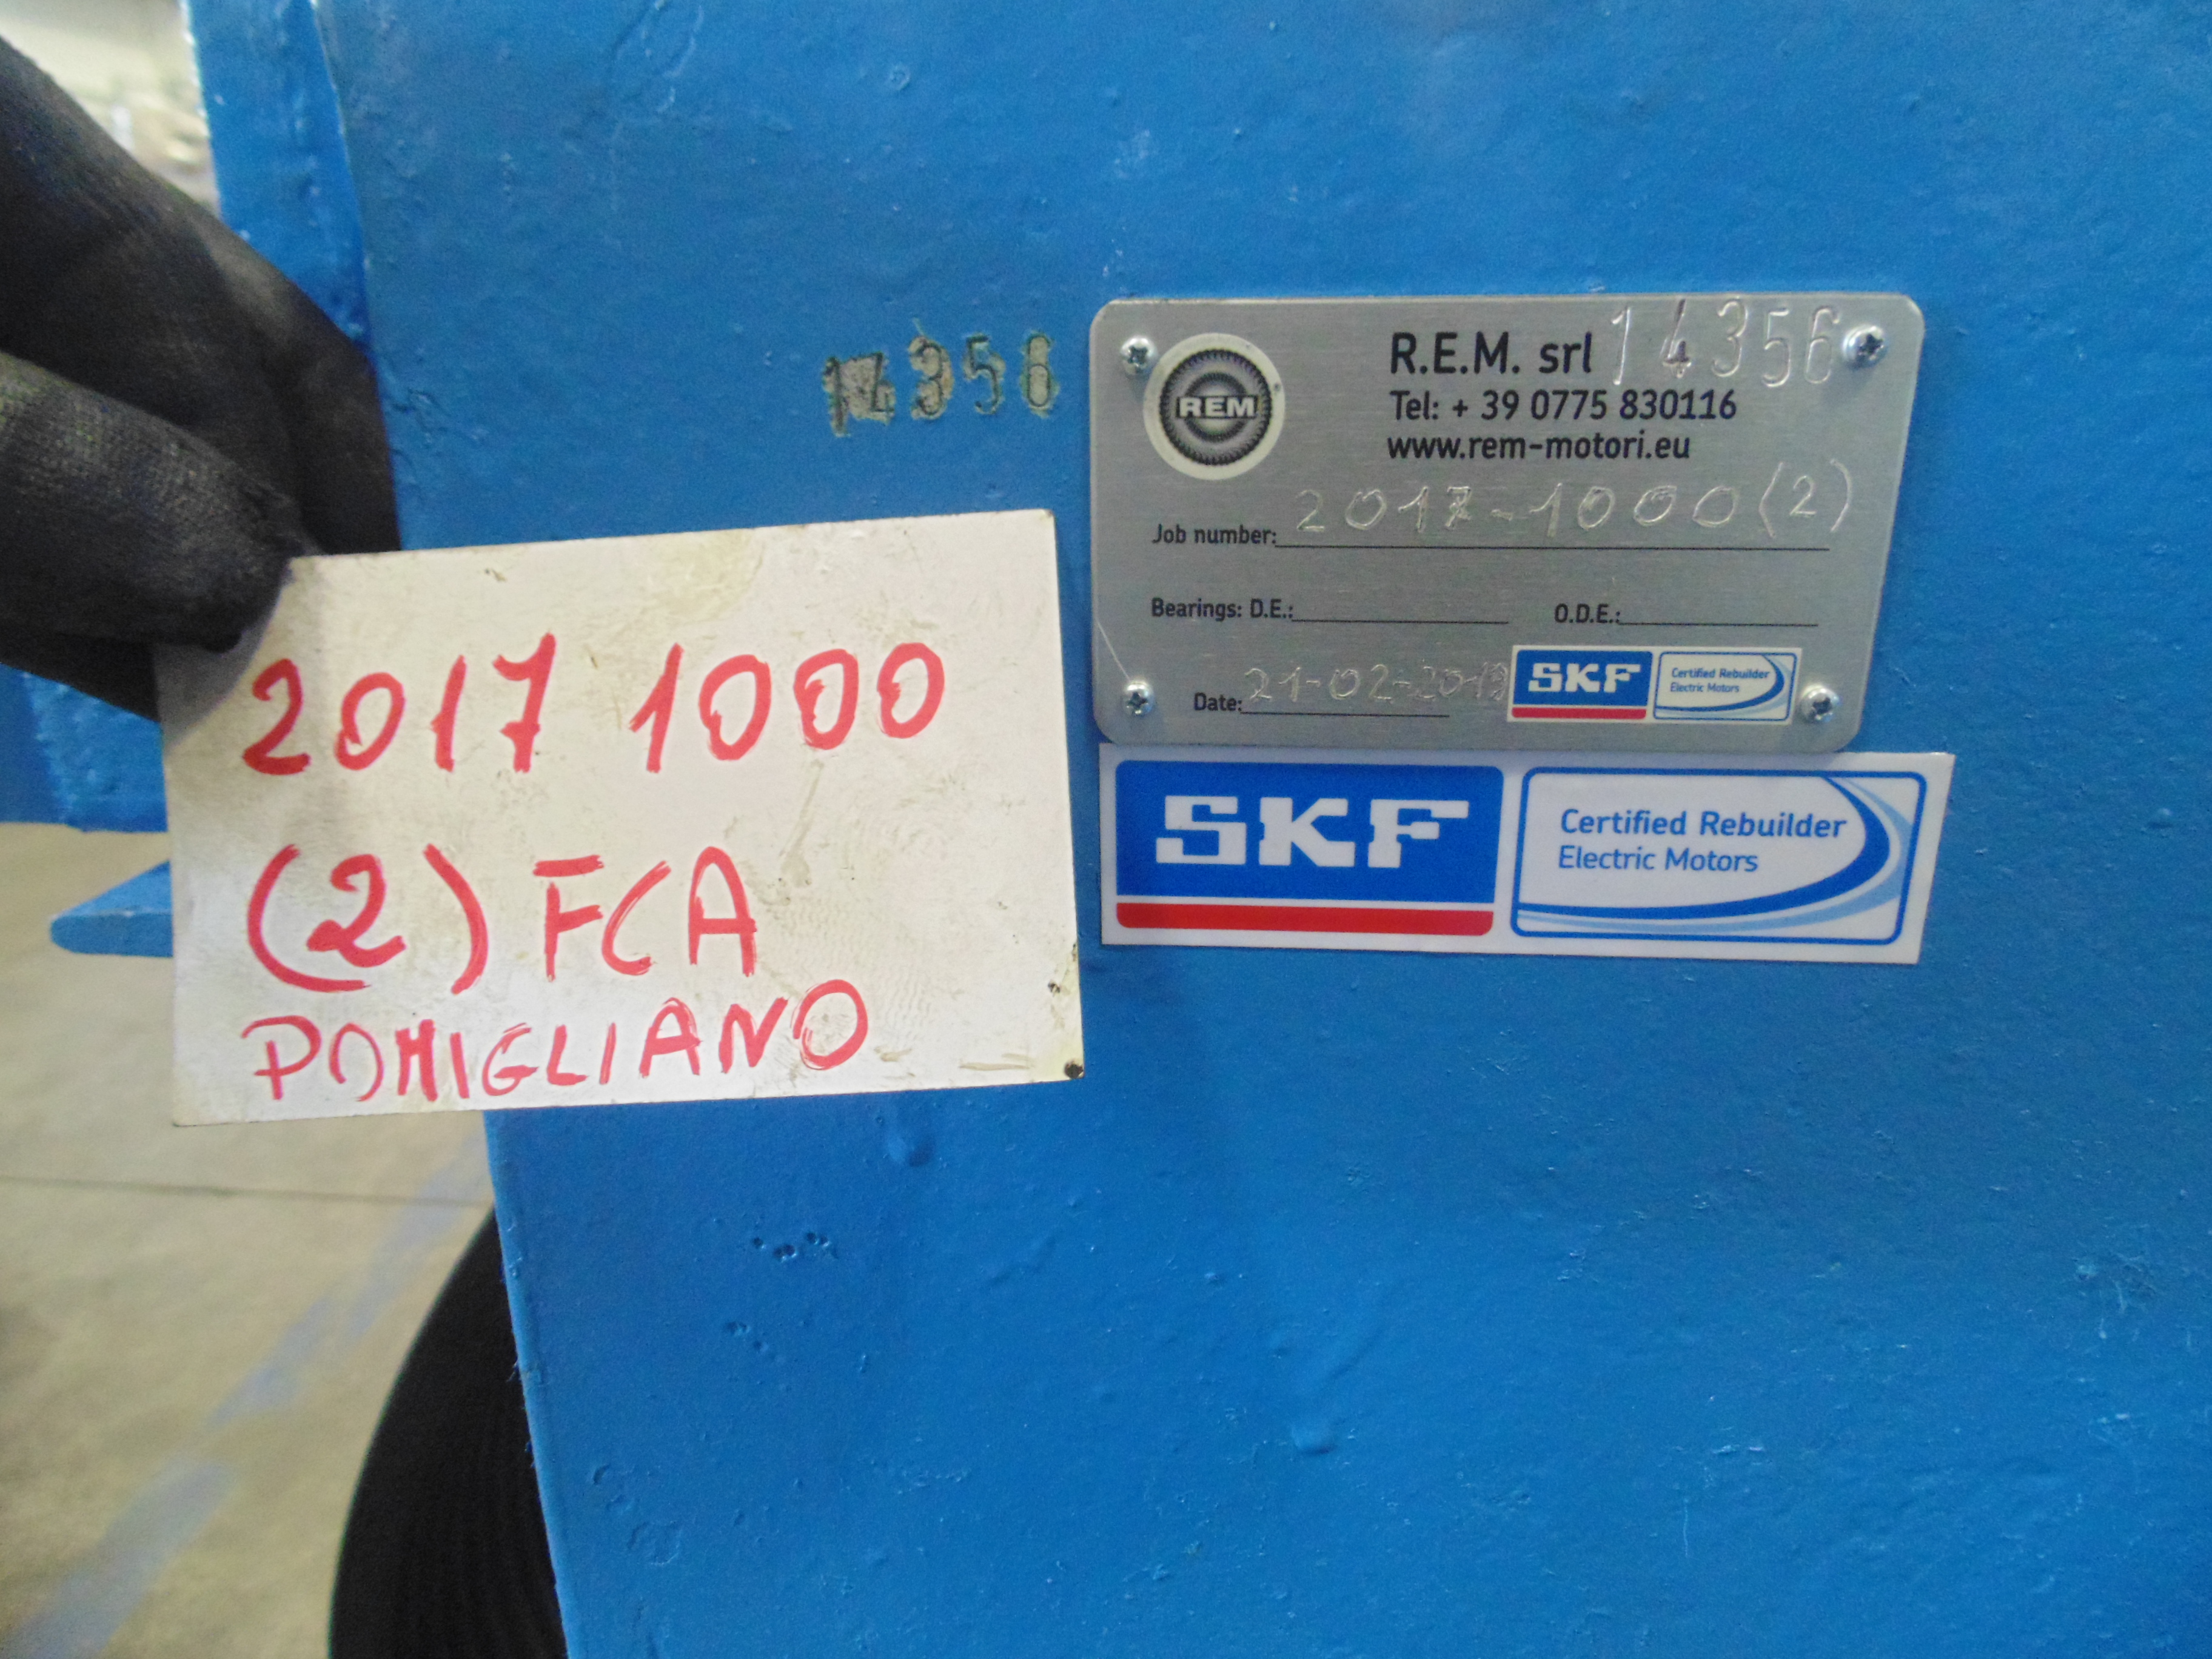 14356
R.E.M. srl 14356
REM
Tel: + 39 0775 830116
www.rem-motori.eu
Job number: 2017-1000(2)
Bearings: D.E.: O.D.E.:
Date: 21-02-2019
SKF Certified Rebuilder
Electric Motors
SKF Certified Rebuilder
Electric Motors
2017 1000
(2) FCA
POMIGLIANO